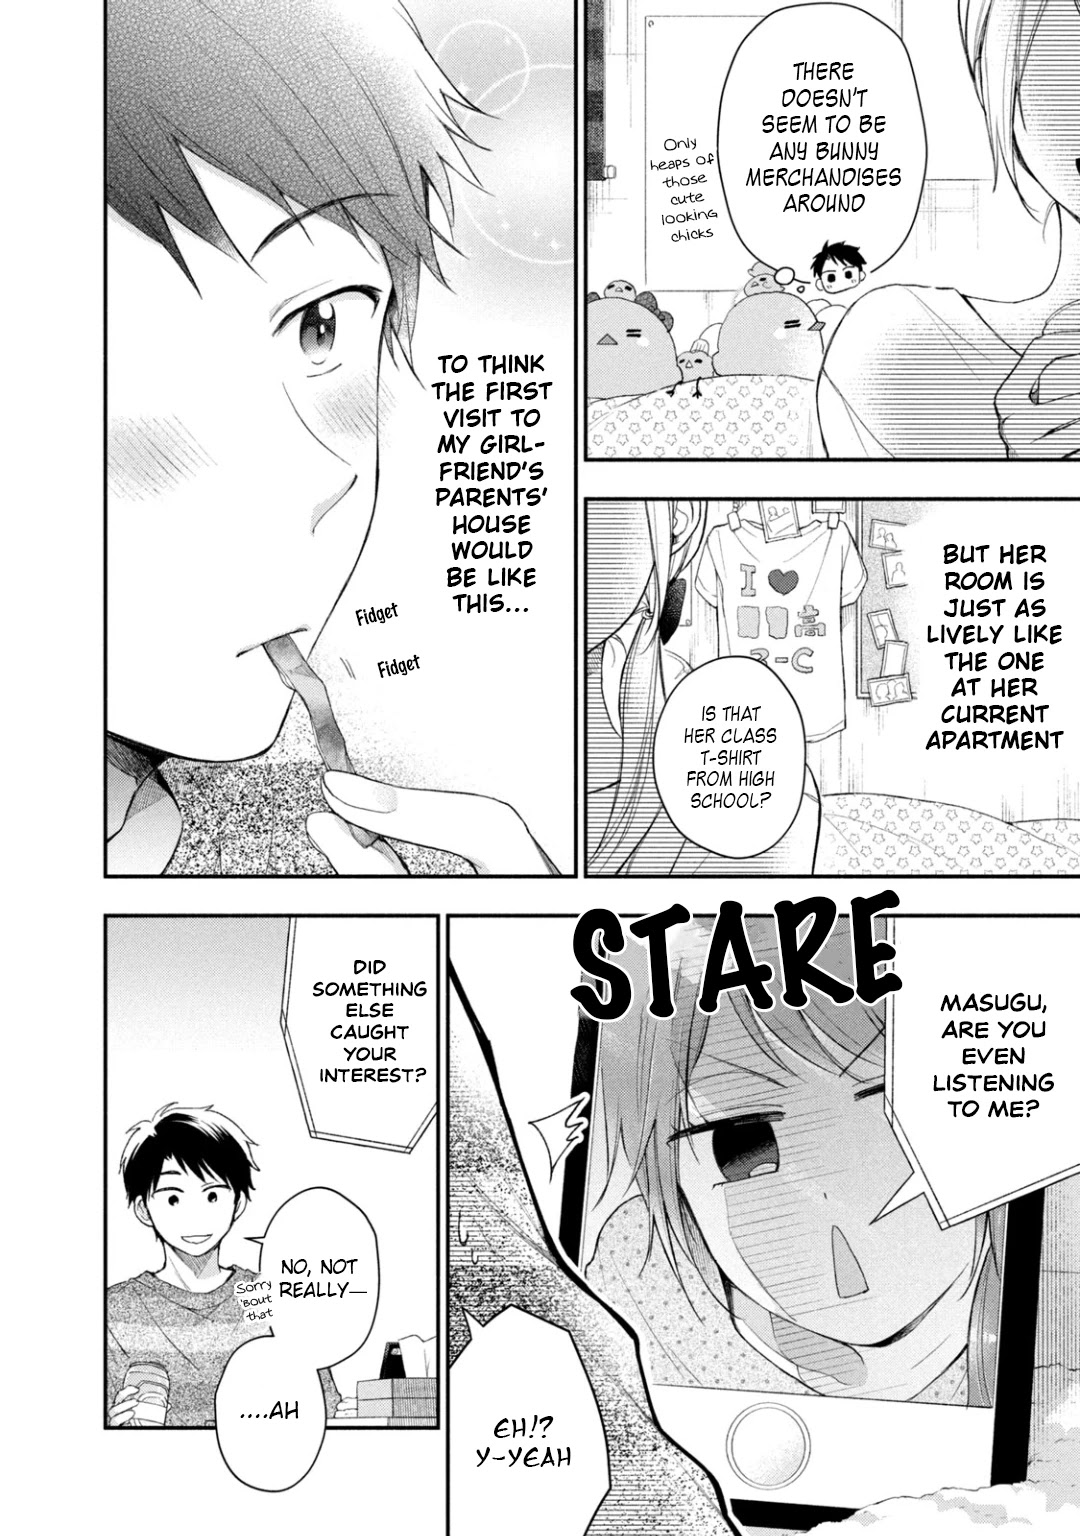 THERE
DOESN'T
SEEM TO BE
ANY BUNNY
MERCHANDISES
AROUND
Only
heaps of
those
cute
looking
chicks
TO THINK
THE FIRST
VISIT TO
MY GIRL-
FRIEND'S
PARENTS'
HOUSE
WOULD
BE LIKE
THIS...
Fidget
Fidget
BUT HER
ROOM IS
JUST AS
LIVELY LIKE
THE ONE
AT HER
CURRENT
APARTMENT
I ♥
高
3-C
IS THAT
HER CLASS
T-SHIRT
FROM HIGH
SCHOOL?
STARE
MASUGU,
ARE YOU
EVEN
LISTENING
TO ME?
EH!?
Y-YEAH
DID
SOMETHING
ELSE
CAUGHT
YOUR
INTEREST?
NO, NOT
REALLY—
Sorry
'bout
that
....AH